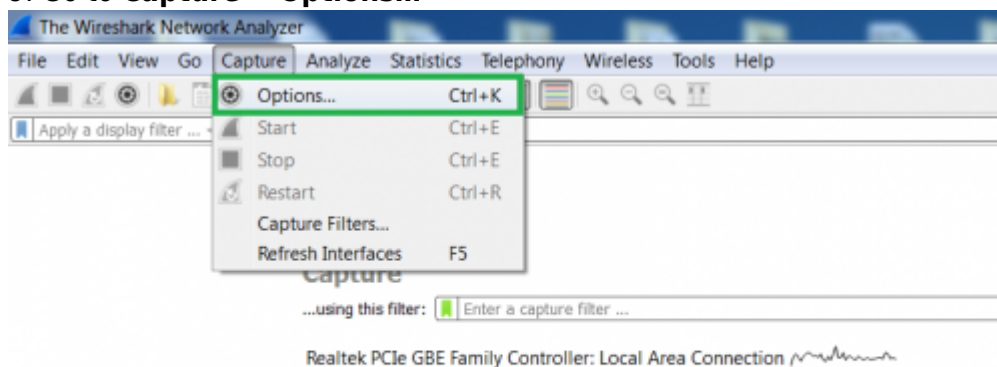 The Wireshark Network Analyzer
File Edit View Go Capture Analyze Statistics Telephony Wireless Tools Help
Options... Ctrl+K
Apply a display filter ...
Start Ctrl+E
Stop Ctrl+E
Restart Ctrl+R
Capture Filters...
Refresh Interfaces F5
Capture
...using this filter: Enter a capture filter ...
Realtek PCIe GBE Family Controller: Local Area Connection